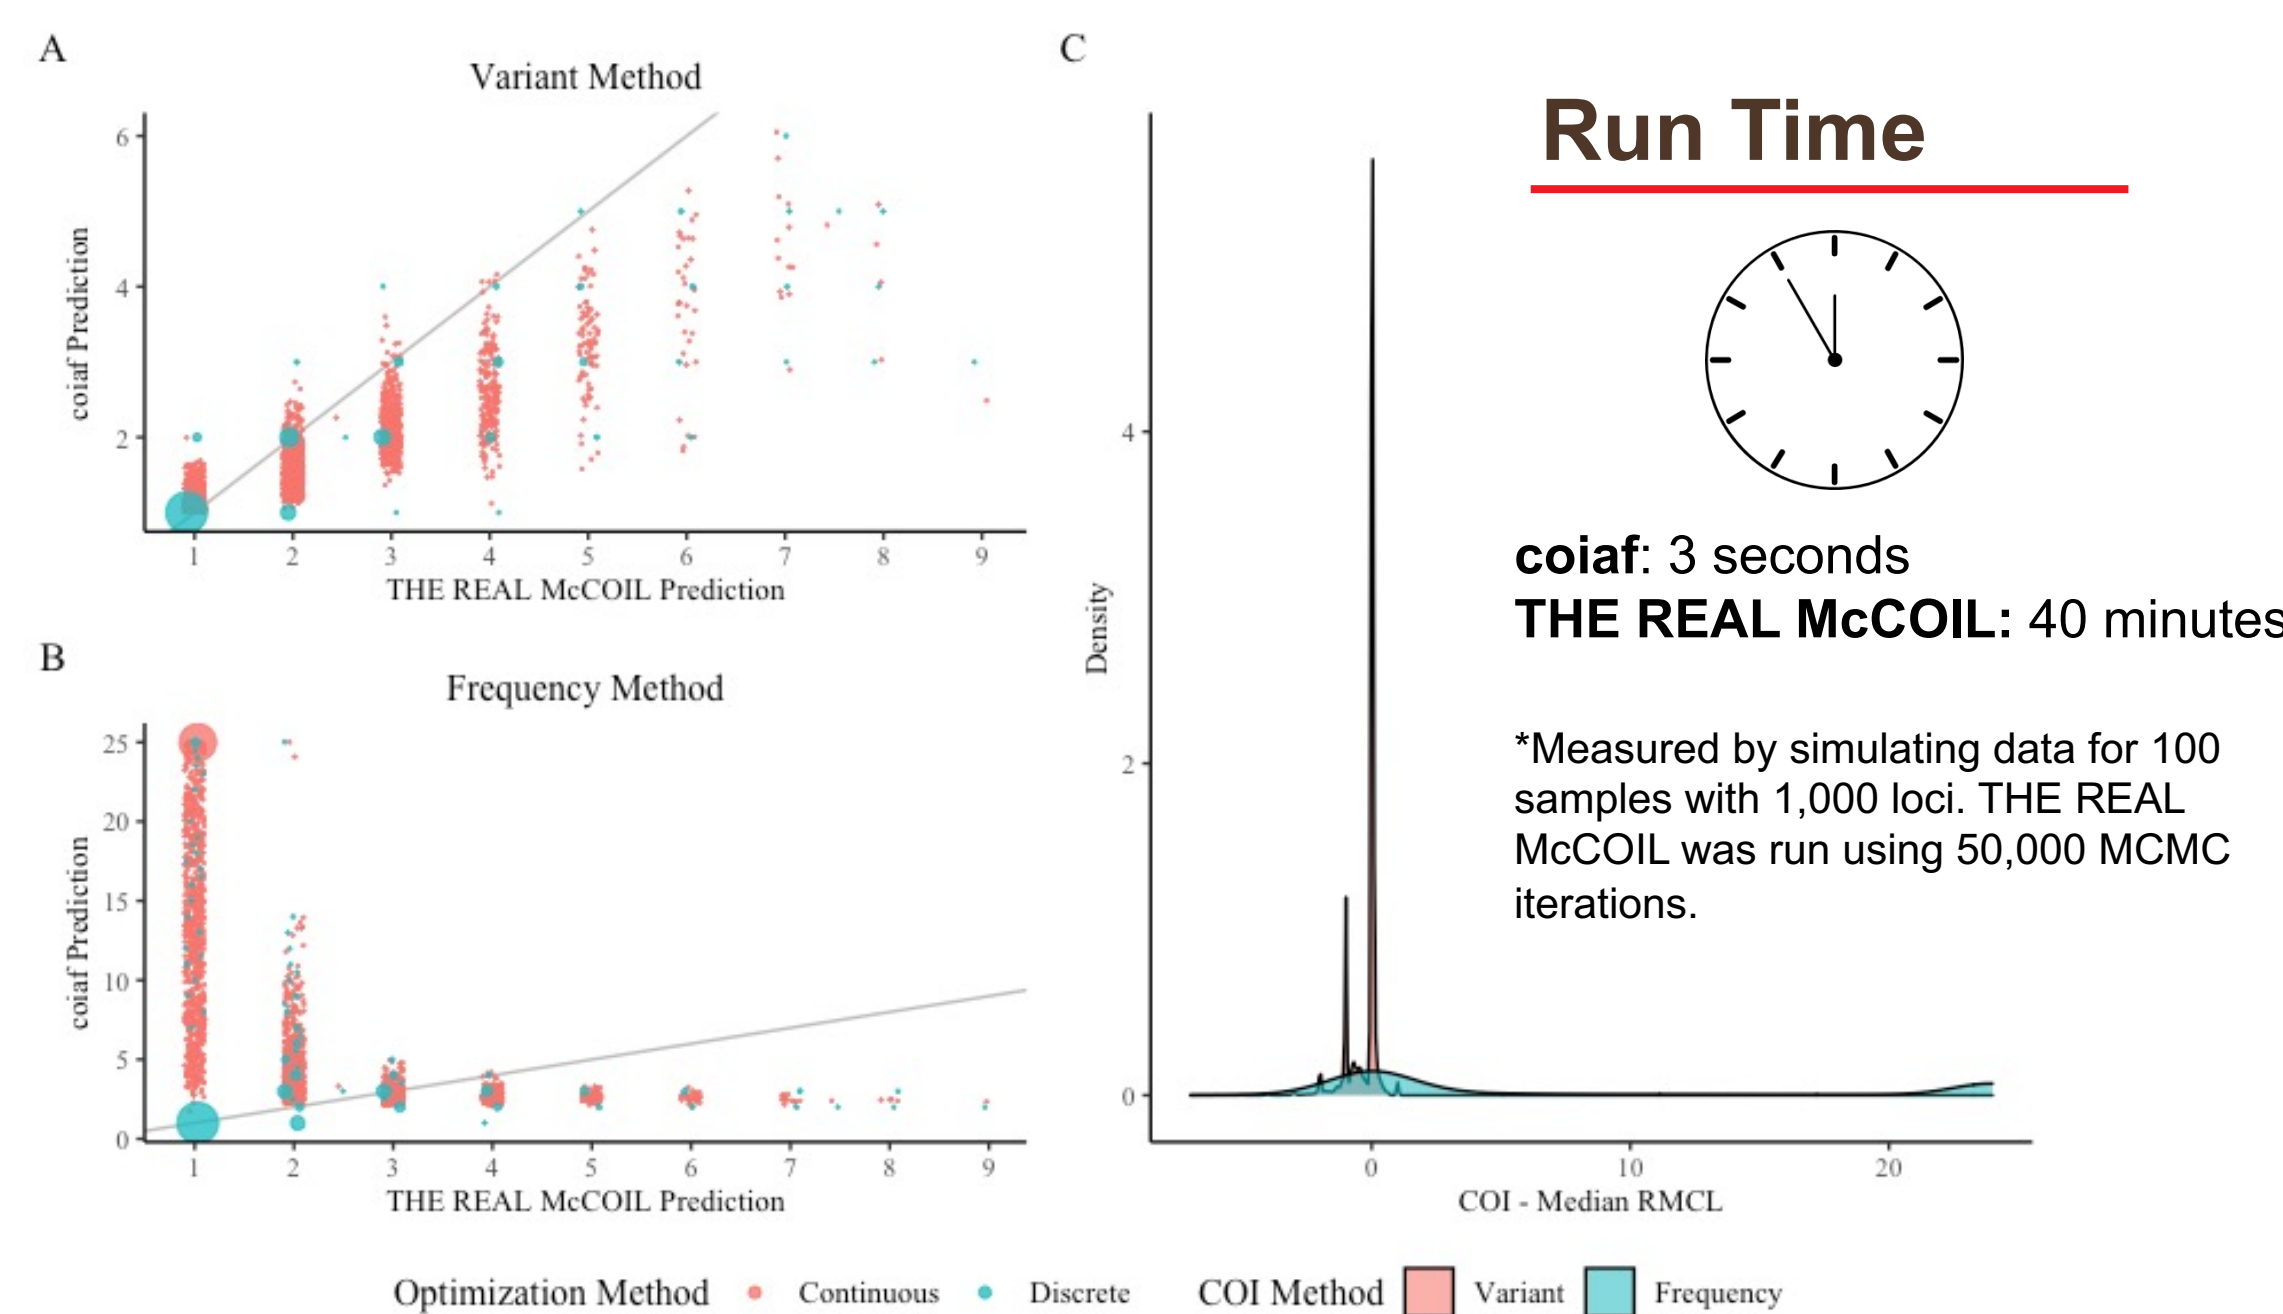 A
Variant Method
6
4
2
coiaf Prediction
1 2 3 4 5 6 7 8 9
THE REAL McCOIL Prediction
B
Frequency Method
25
20
15
10
5
0
coiaf Prediction
1 2 3 4 5 6 7 8 9
THE REAL McCOIL Prediction
C
4
2
0
Density
0 10 20
COI - Median RMCL
Run Time
coiaf: 3 seconds
THE REAL McCOIL: 40 minutes
*Measured by simulating data for 100
samples with 1,000 loci. THE REAL
McCOIL was run using 50,000 MCMC
iterations.
Optimization Method Continuous Discrete COI Method Variant Frequency